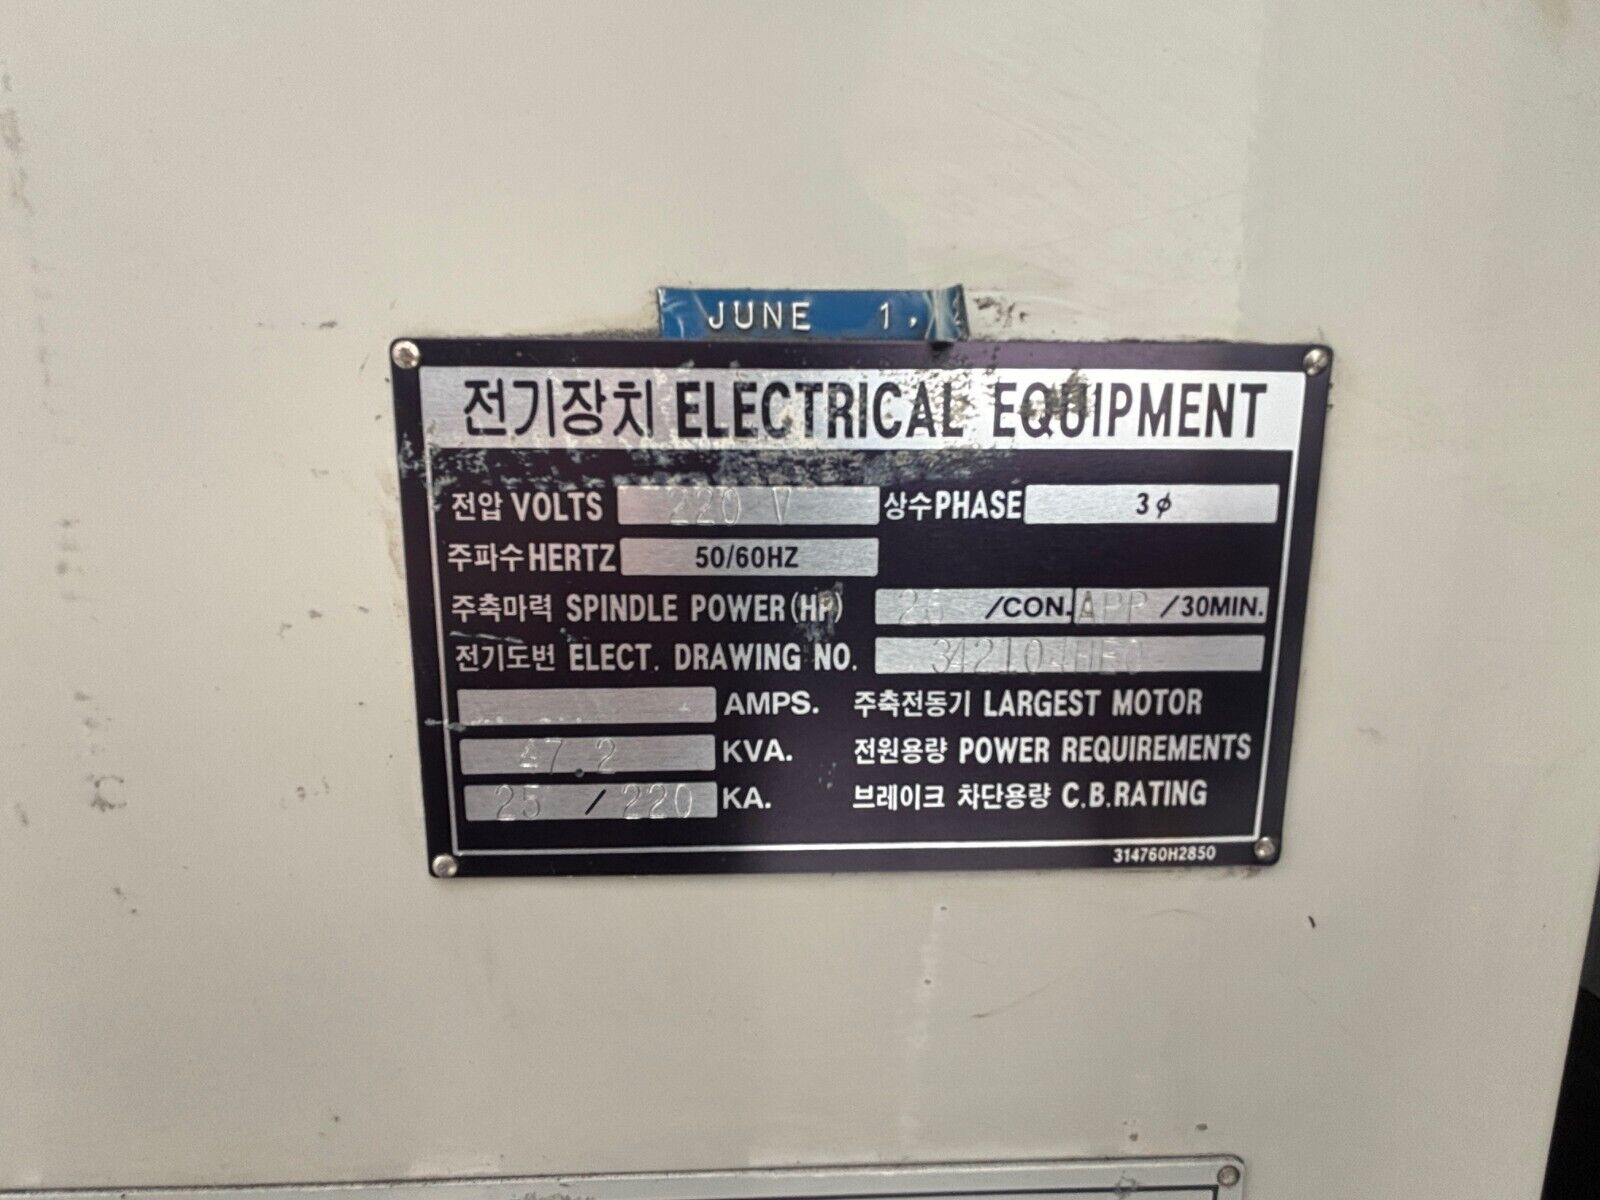 JUNE 1,
전기장치 ELECTRICAL EQUIPMENT
전압 VOLTS 220 V 상수 PHASE 3φ
주파수 HERTZ 50/60HZ
주축마력 SPINDLE POWER (HP) /CON. APP /30MIN.
전기도번 ELECT. DRAWING NO.
AMPS. 주축전동기 LARGEST MOTOR
47.2 KVA. 전원용량 POWER REQUIREMENTS
25 / 220 KA. 브레이크 차단용량 C.B.RATING
314760H2850